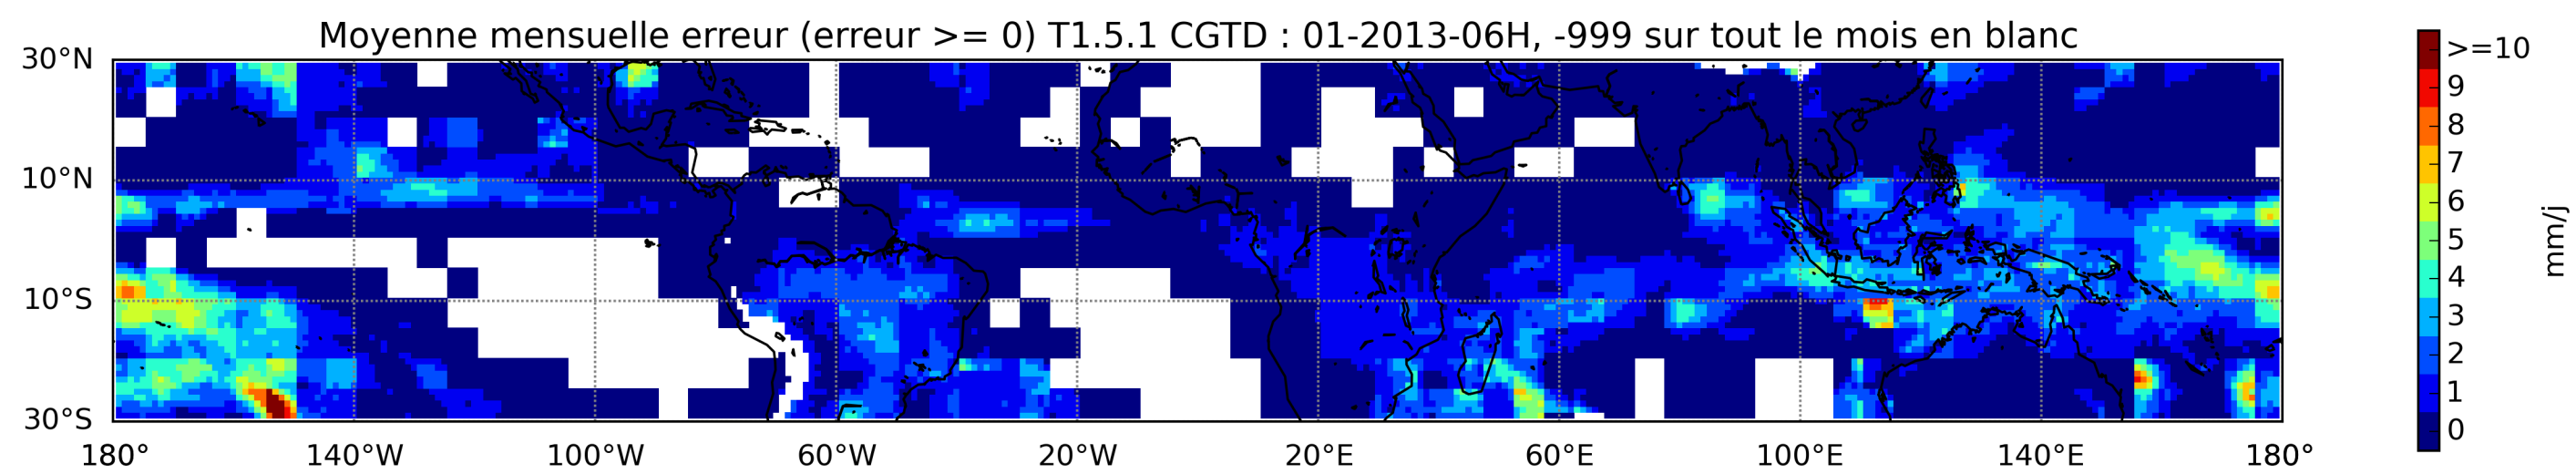 Moyenne mensuelle erreur (erreur >= 0) T1.5.1 CGTD : 01-2013-06H, -999 sur tout le mois en blanc
30°N
10°N
10°S
30°S
180° 140°W 100°W 60°W 20°W 20°E 60°E 100°E 140°E 180°
>=10
9
8
7
6
5
4
3
2
1
0
mm/j